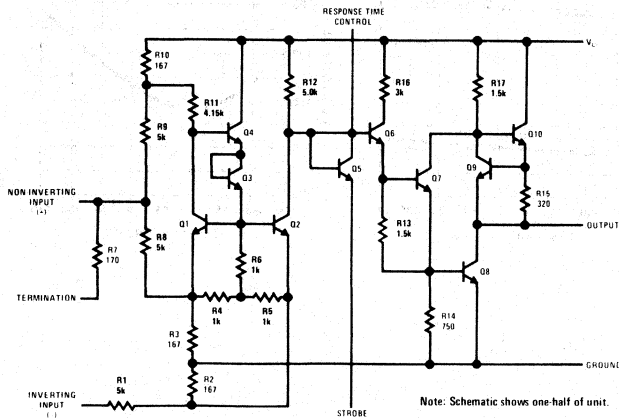 RESPONSE TIME
CONTROL
V_L
R10
167
R11
4.15k
R12
5.0k
R16
3k
R17
1.5k
Q4
Q6
Q10
R9
5k
Q3
Q5
Q7
Q9
NON INVERTING
INPUT
(+)
R15
320
Q1
Q2
R13
1.5k
OUTPUT
R7
170
R8
5k
R6
1k
Q8
TERMINATION
R4
1k
R5
1k
R14
750
R3
167
GROUND
R2
167
INVERTING
INPUT
(-)
R1
5k
STROBE
Note: Schematic shows one-half of unit.